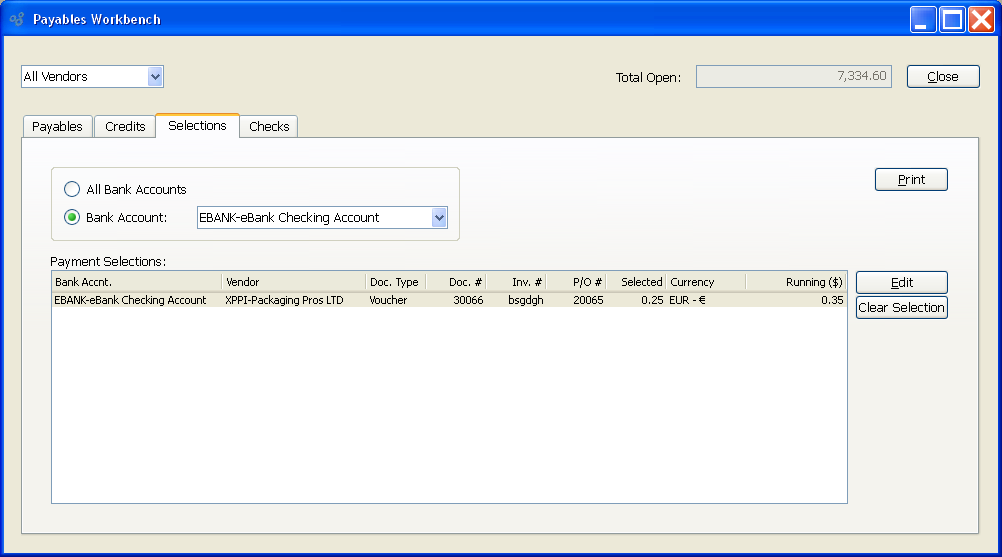 Payables Workbench
All Vendors Total Open: 7,334.60 Close
Payables Credits Selections Checks
All Bank Accounts Print
Bank Account: EBANK-eBank Checking Account
Payment Selections:
Bank Accnt. Vendor Doc. Type Doc. # Inv. # P/O # Selected Currency Running ($) Edit
EBANK-eBank Checking Account XPPI-Packaging Pros LTD Voucher 30066 bsgdgh 20065 0.25 EUR - € 0.35
Clear Selection